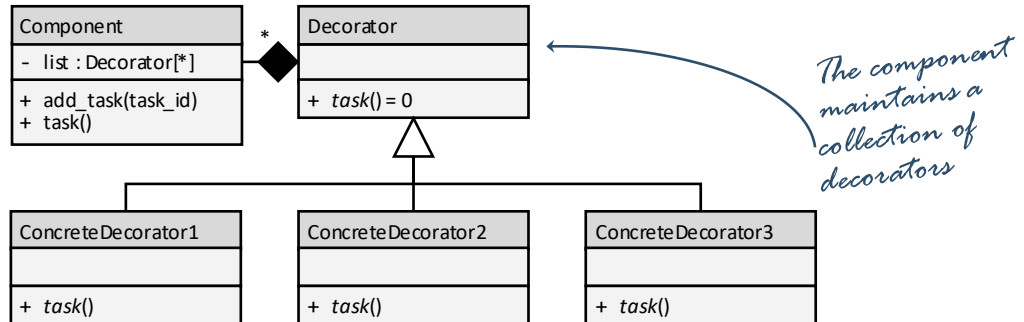 Component
- list : Decorator[*]
+ add_task(task_id)
+ task()
*
Decorator
+ task() = 0
The component
maintains a
collection of
decorators
ConcreteDecorator1
+ task()
ConcreteDecorator2
+ task()
ConcreteDecorator3
+ task()